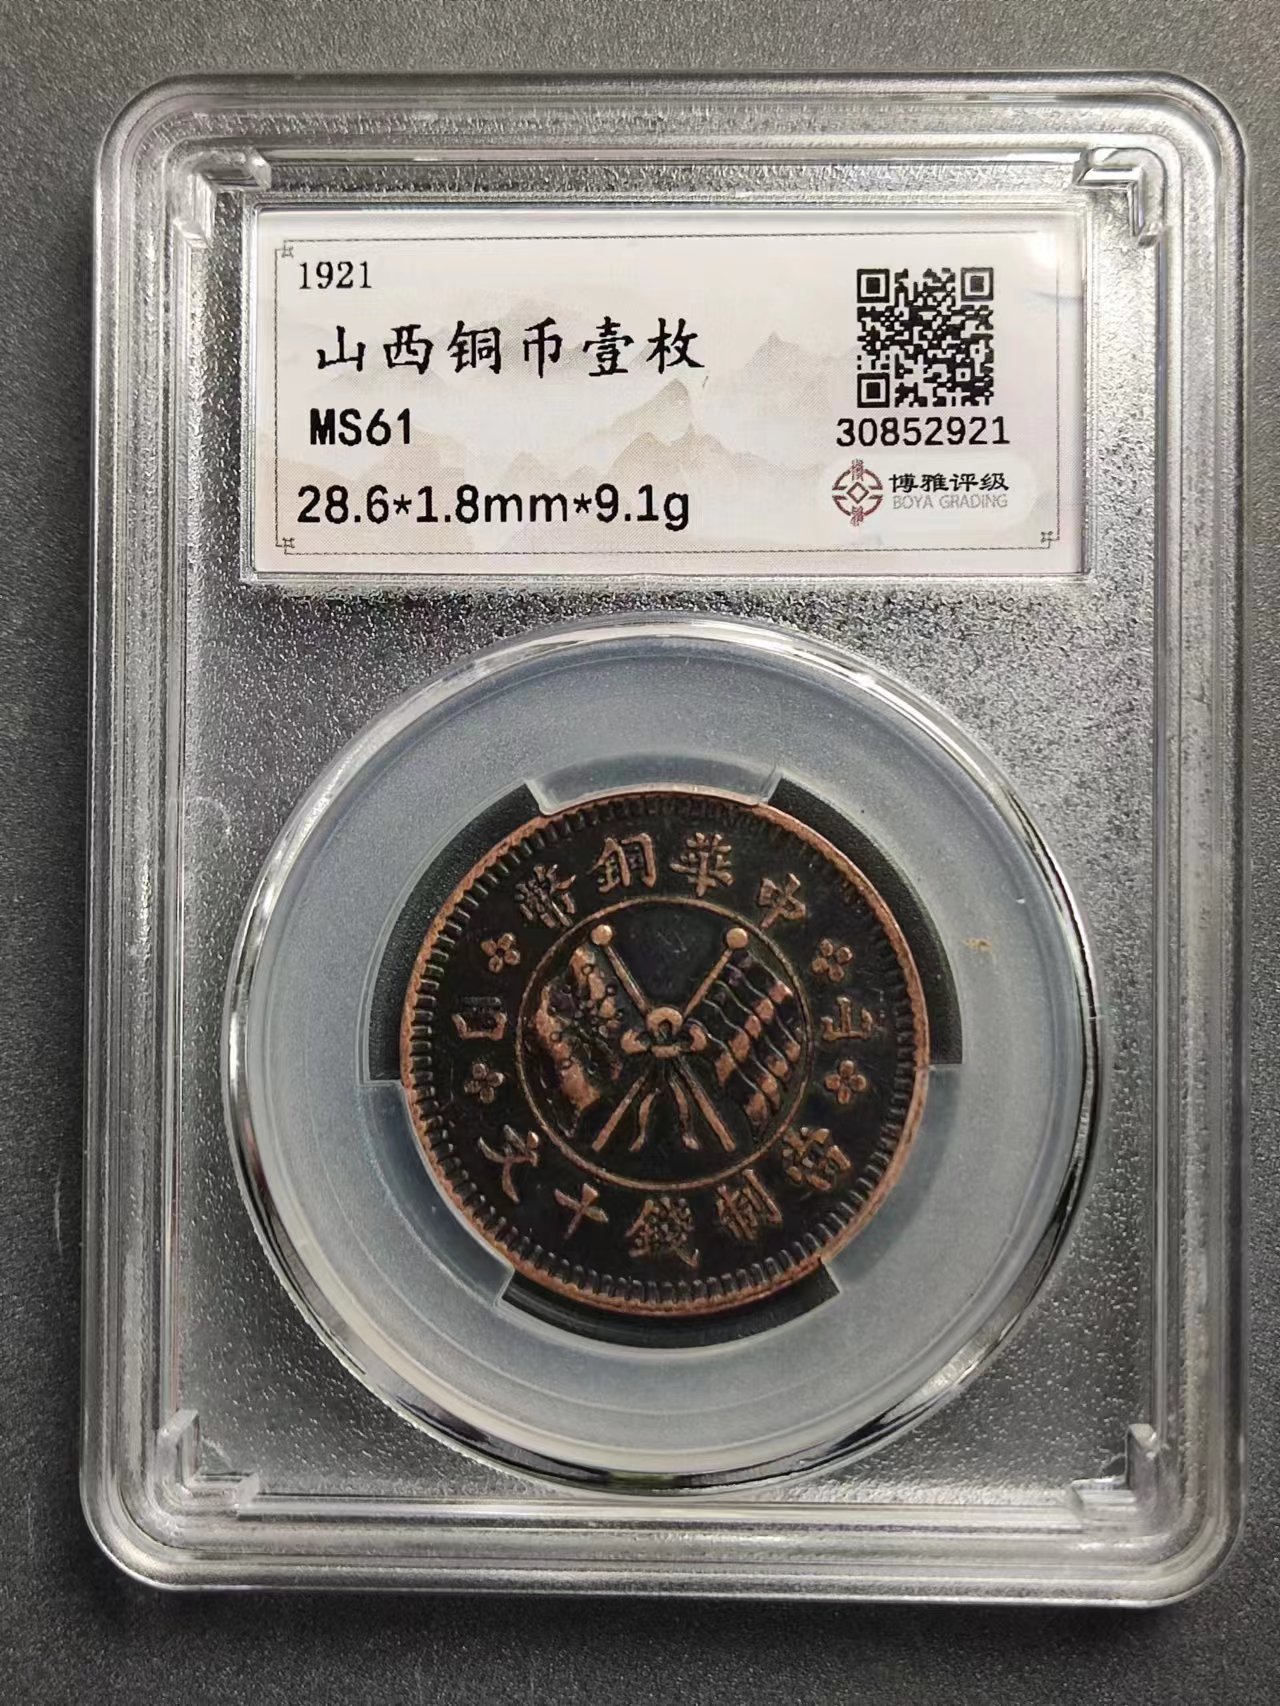 1921
山西铜币壹枚
MS61
28.6*1.8mm*9.1g
30852921
博雅评级
BOYA GRADING
中華銅幣
山
西
當制錢十文